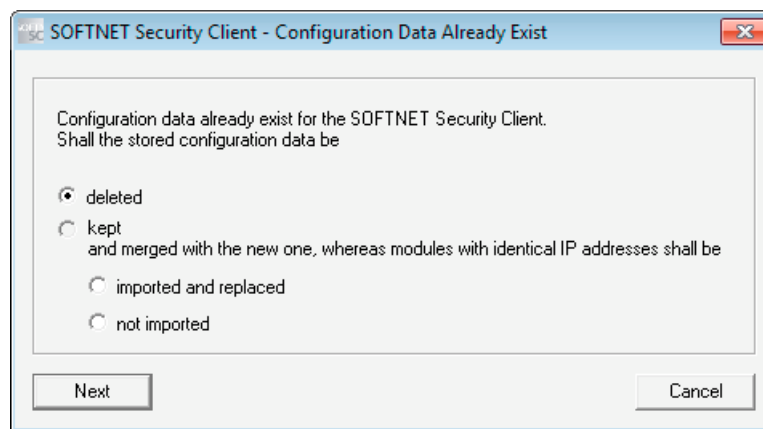 SOFTNET Security Client - Configuration Data Already Exist
Configuration data already exist for the SOFTNET Security Client.
Shall the stored configuration data be
deleted
kept
and merged with the new one, whereas modules with identical IP addresses shall be
imported and replaced
not imported
Next
Cancel